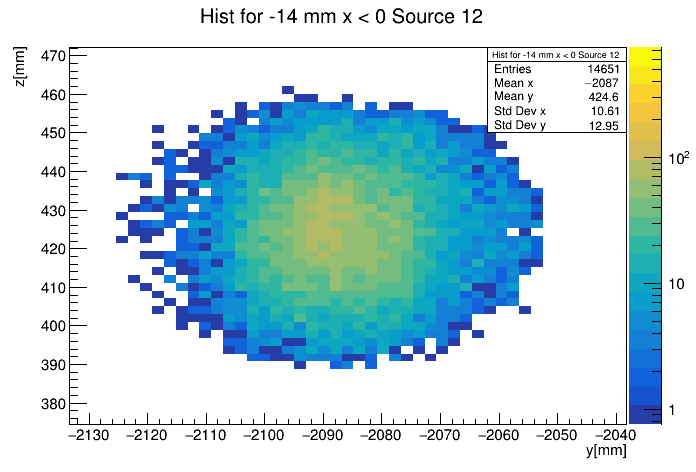 Hist for -14 mm x < 0 Source 12
z[mm]
Hist for -14 mm x < 0 Source 12
Entries 14651
Mean x −2087
Mean y 424.6
Std Dev x 10.61
Std Dev y 12.95
470
460
450
440
430
420
410
400
390
380
10²
10
1
−2130 −2120 −2110 −2100 −2090 −2080 −2070 −2060 −2050 −2040
y[mm]